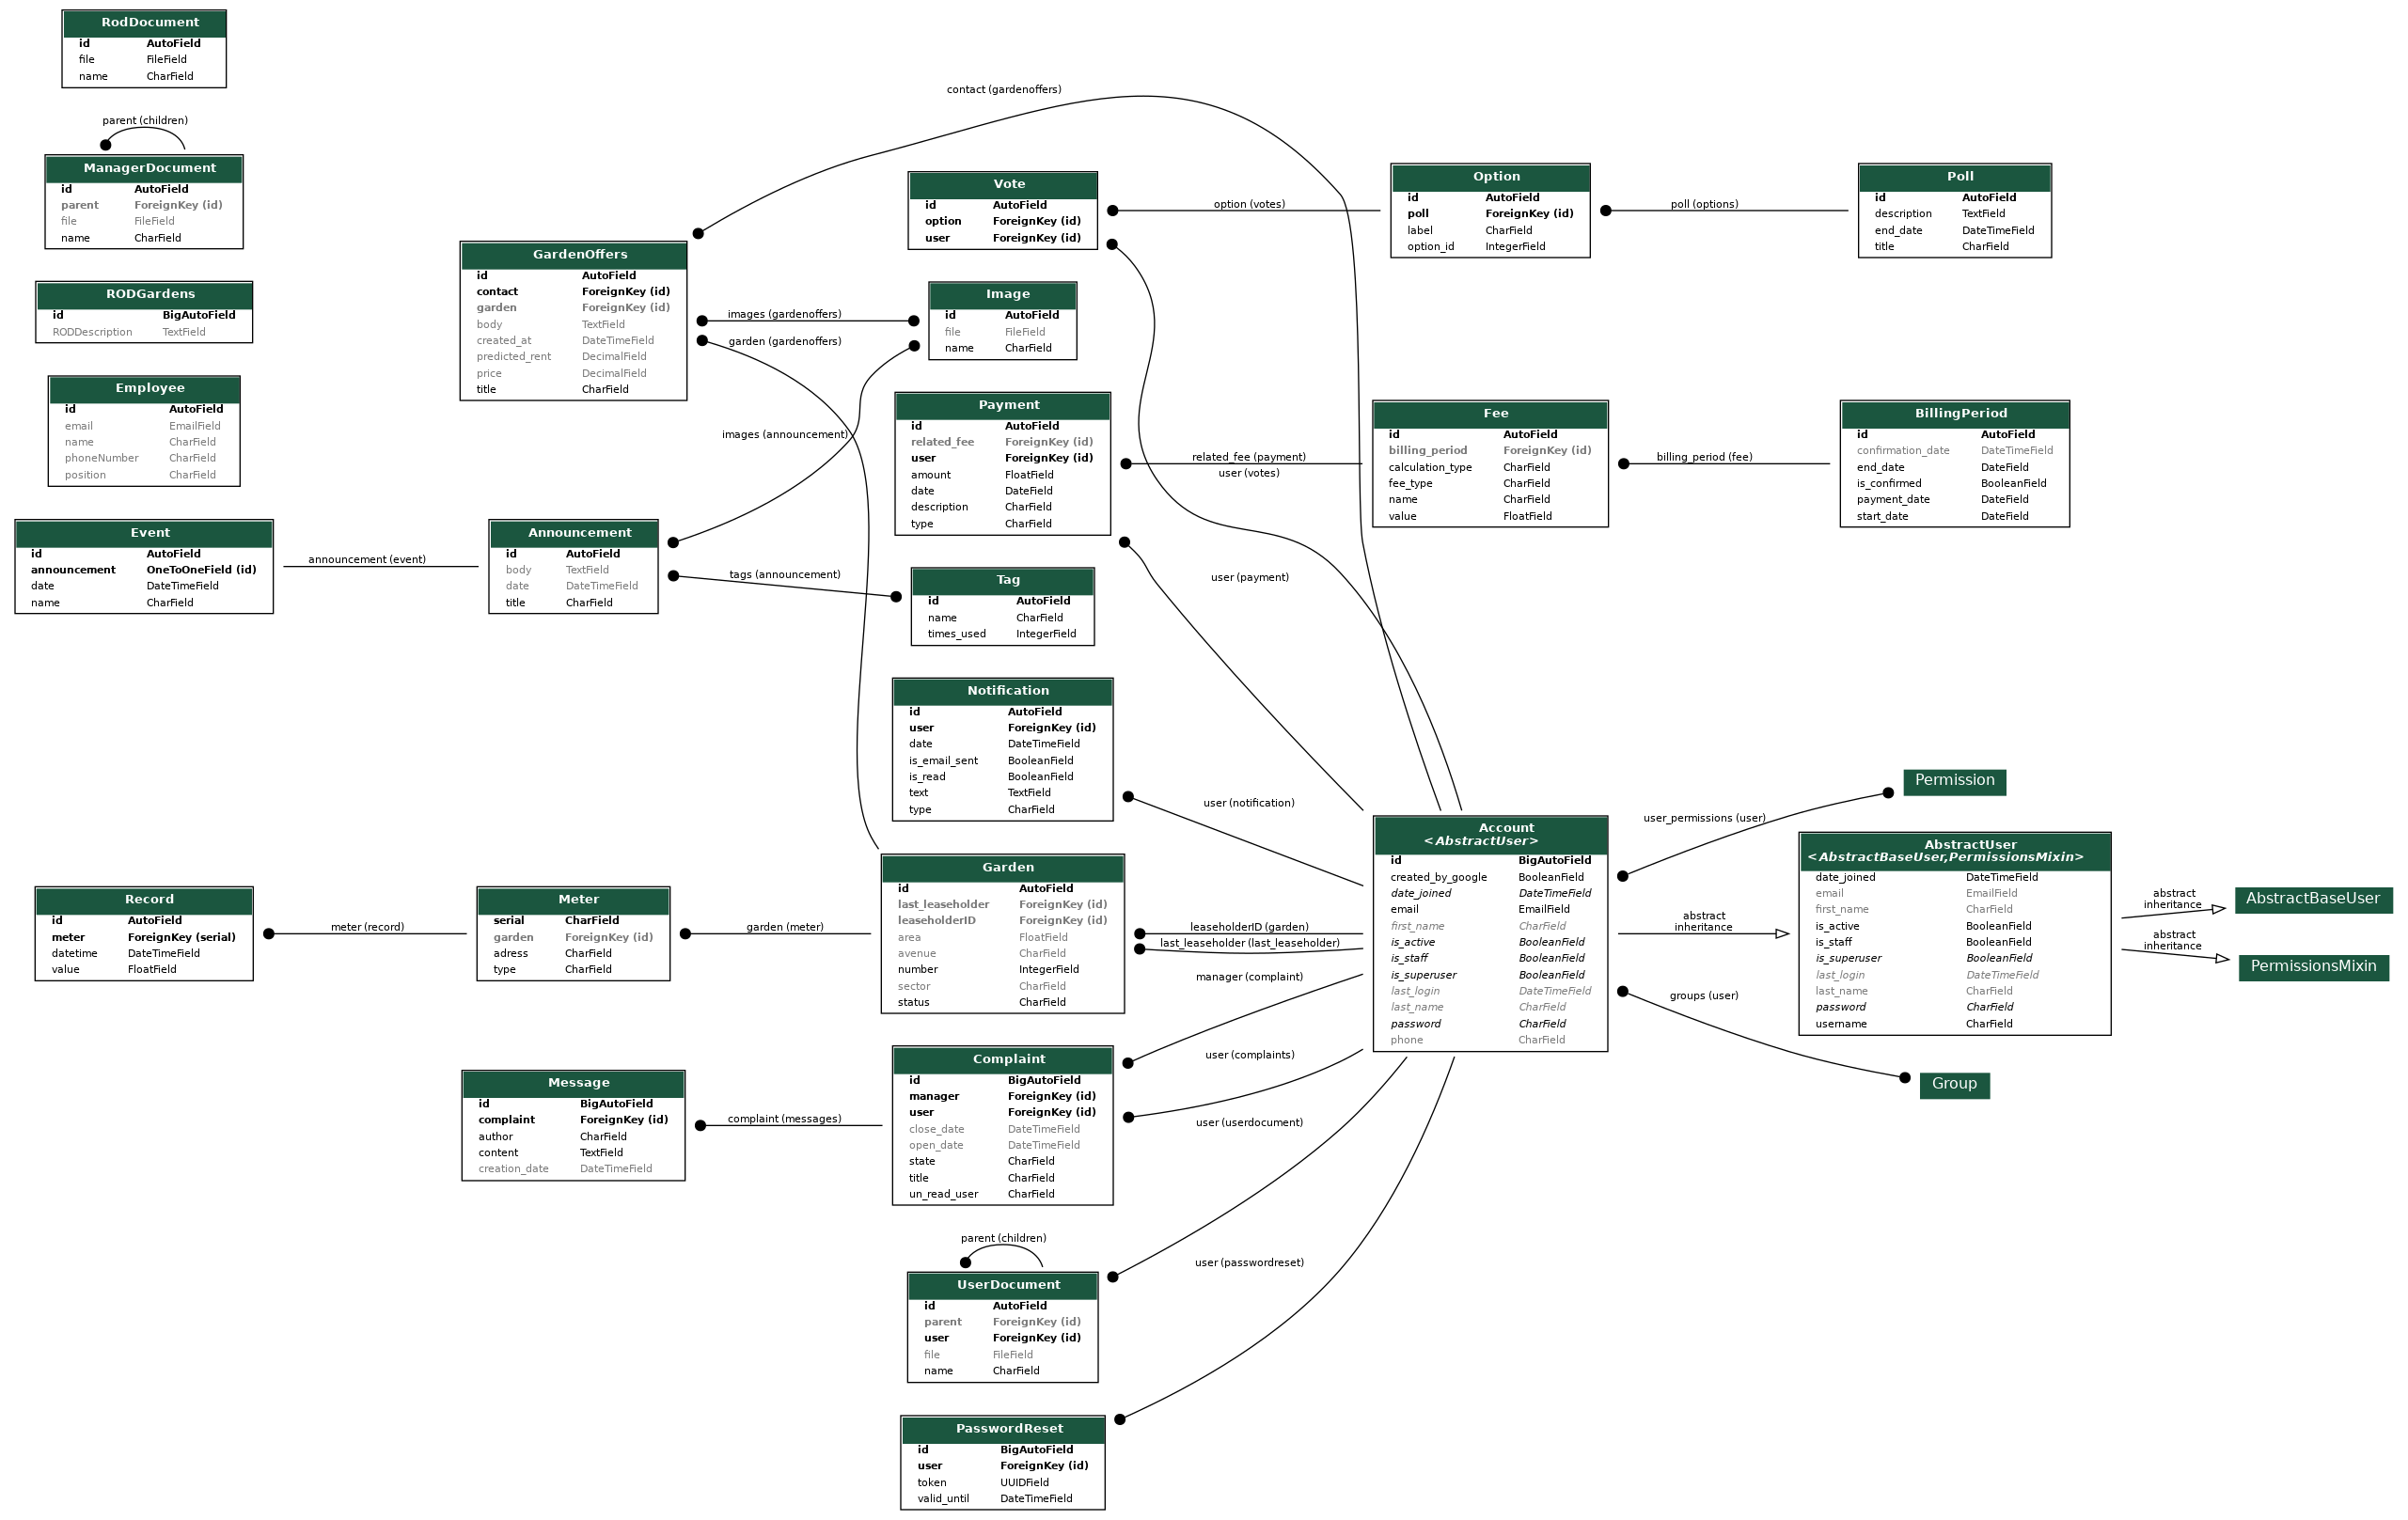 RodDocument
id AutoField
file FileField
name CharField
parent (children)
ManagerDocument
id AutoField
parent ForeignKey (id)
file FileField
name CharField
RODGardens
id BigAutoField
RODDescription TextField
Employee
id AutoField
email EmailField
name CharField
phoneNumber CharField
position CharField
Event
id AutoField
announcement OneToOneField (id)
date DateTimeField
name CharField
announcement (event)
Record
id AutoField
meter ForeignKey (serial)
datetime DateTimeField
value FloatField
meter (record)
GardenOffers
id AutoField
contact ForeignKey (id)
garden ForeignKey (id)
body TextField
created_at DateTimeField
predicted_rent DecimalField
price DecimalField
title CharField
contact (gardenoffers)
images (gardenoffers)
garden (gardenoffers)
images (announcement)
Announcement
id AutoField
body TextField
date DateTimeField
title CharField
tags (announcement)
Meter
serial CharField
garden ForeignKey (id)
adress CharField
type CharField
garden (meter)
Message
id BigAutoField
complaint ForeignKey (id)
author CharField
content TextField
creation_date DateTimeField
complaint (messages)
Vote
id AutoField
option ForeignKey (id)
user ForeignKey (id)
option (votes)
Image
id AutoField
file FileField
name CharField
Payment
id AutoField
related_fee ForeignKey (id)
user ForeignKey (id)
amount FloatField
date DateField
description CharField
type CharField
related_fee (payment)
user (votes)
user (payment)
Tag
id AutoField
name CharField
times_used IntegerField
Notification
id AutoField
user ForeignKey (id)
date DateTimeField
is_email_sent BooleanField
is_read BooleanField
text TextField
type CharField
user (notification)
Garden
id AutoField
last_leaseholder ForeignKey (id)
leaseholderID ForeignKey (id)
area FloatField
avenue CharField
number IntegerField
sector CharField
status CharField
leaseholderID (garden)
last_leaseholder (last_leaseholder)
manager (complaint)
Complaint
id BigAutoField
manager ForeignKey (id)
user ForeignKey (id)
close_date DateTimeField
open_date DateTimeField
state CharField
title CharField
un_read_user CharField
user (complaints)
user (userdocument)
parent (children)
UserDocument
id AutoField
parent ForeignKey (id)
user ForeignKey (id)
file FileField
name CharField
user (passwordreset)
PasswordReset
id BigAutoField
user ForeignKey (id)
token UUIDField
valid_until DateTimeField
Option
id AutoField
poll ForeignKey (id)
label CharField
option_id IntegerField
poll (options)
Poll
id AutoField
description TextField
end_date DateTimeField
title CharField
Fee
id AutoField
billing_period ForeignKey (id)
calculation_type CharField
fee_type CharField
name CharField
value FloatField
billing_period (fee)
BillingPeriod
id AutoField
confirmation_date DateTimeField
end_date DateField
is_confirmed BooleanField
payment_date DateField
start_date DateField
Account
<AbstractUser>
id BigAutoField
created_by_google BooleanField
date_joined DateTimeField
email EmailField
first_name CharField
is_active BooleanField
is_staff BooleanField
is_superuser BooleanField
last_login DateTimeField
last_name CharField
password CharField
phone CharField
user_permissions (user)
abstract
inheritance
groups (user)
Permission
AbstractUser
<AbstractBaseUser,PermissionsMixin>
date_joined DateTimeField
email EmailField
first_name CharField
is_active BooleanField
is_staff BooleanField
is_superuser BooleanField
last_login DateTimeField
last_name CharField
password CharField
username CharField
Group
abstract
inheritance
AbstractBaseUser
abstract
inheritance
PermissionsMixin